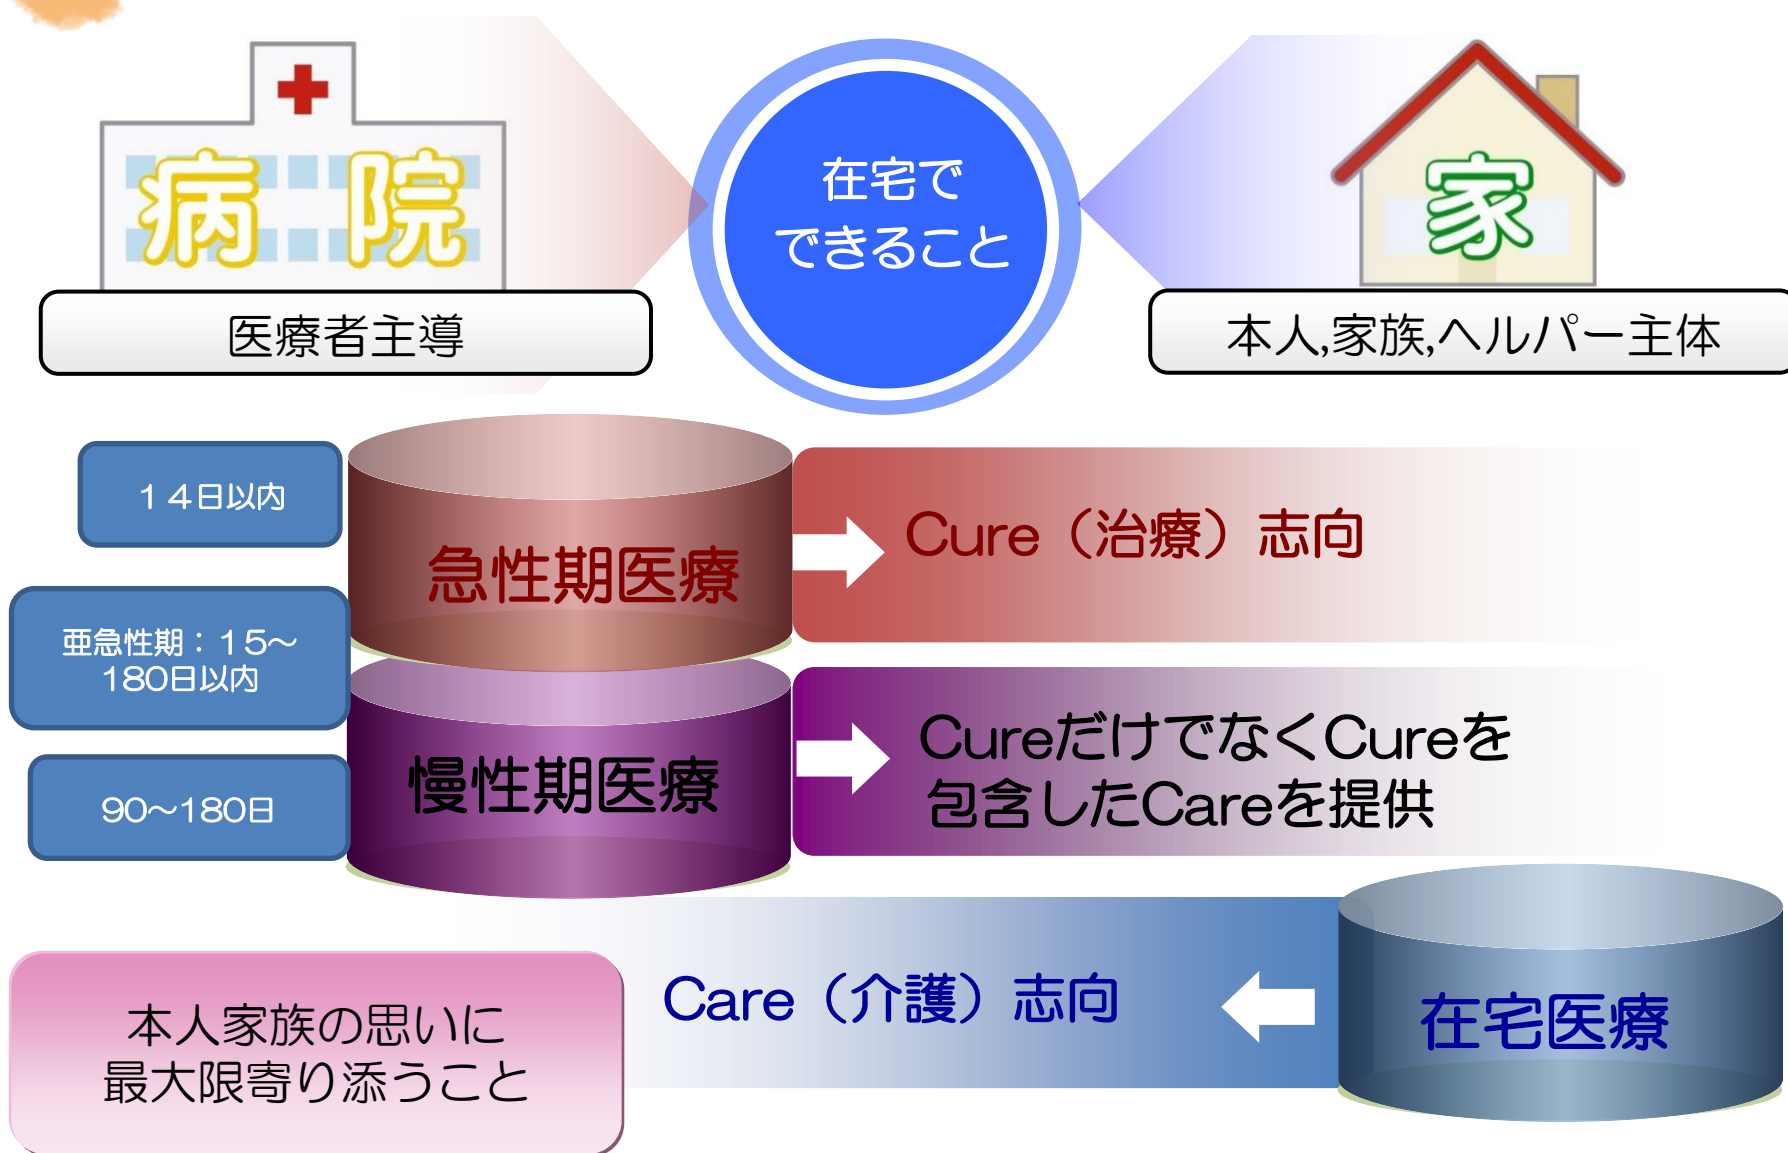 病院
家
在宅で
できること
医療者主導
本人,家族,ヘルパー主体
１４日以内
急性期医療
Cure（治療）志向
亜急性期：１５～
180日以内
90～180日
慢性期医療
CureだけでなくCureを
包含したCareを提供
Care（介護）志向
在宅医療
本人家族の思いに
最大限寄り添うこと